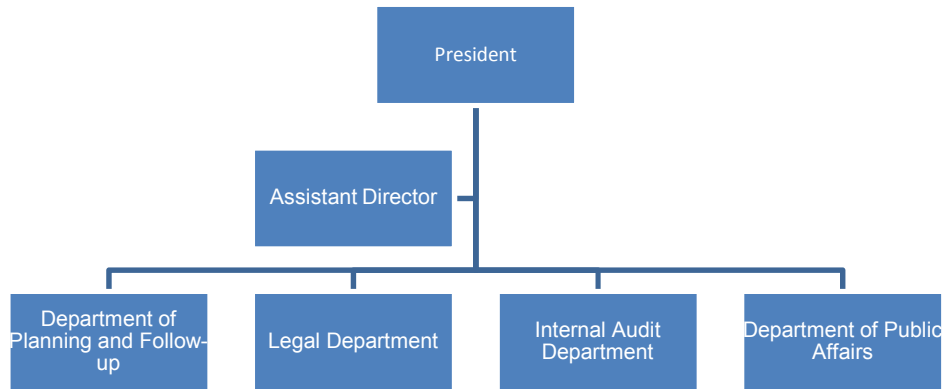 President
Assistant Director
Department of
Planning and Follow-
up
Legal Department
Internal Audit
Department
Department of Public
Affairs